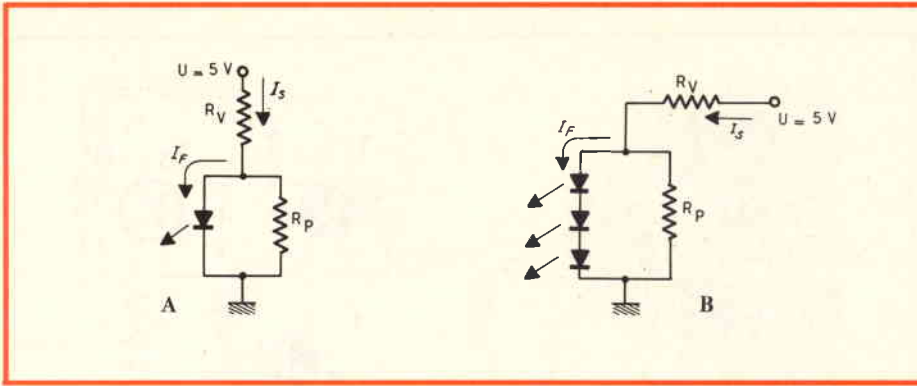 U = 5 V
I_S
R_V
I_F
R_P
A
R_V
I_S
U = 5 V
I_F
R_P
B